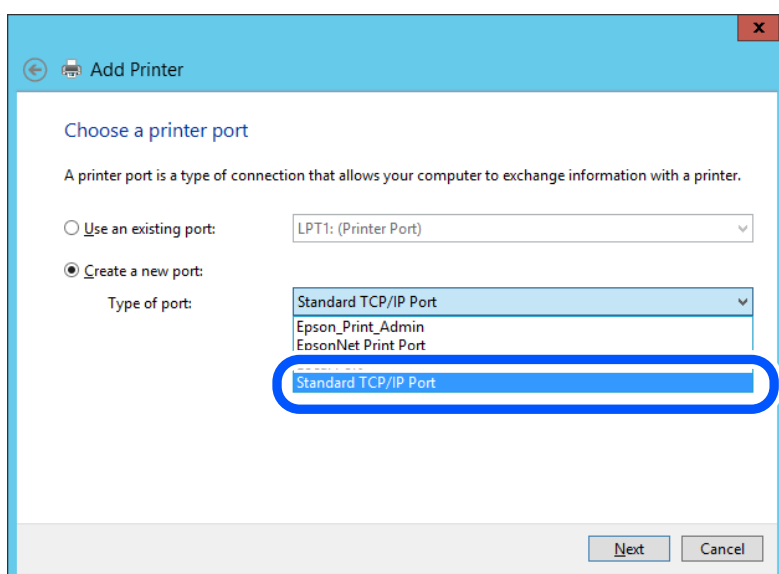 x
Add Printer
Choose a printer port
A printer port is a type of connection that allows your computer to exchange information with a printer.
Use an existing port: LPT1: (Printer Port)
Create a new port:
Type of port: Standard TCP/IP Port
Epson_Print_Admin
EpsonNet Print Port
Standard TCP/IP Port
Next Cancel